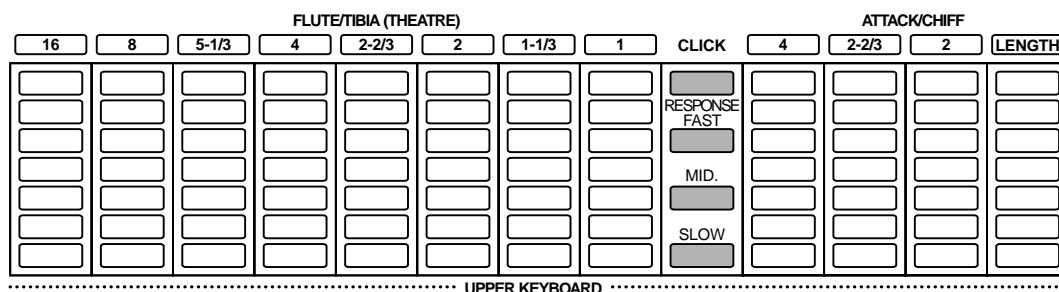 FLUTE/TIBIA (THEATRE) ATTACK/CHIFF
16 8 5-1/3 4 2-2/3 2 1-1/3 1 CLICK 4 2-2/3 2 LENGTH
RESPONSE
FAST
MID.
SLOW
UPPER KEYBOARD